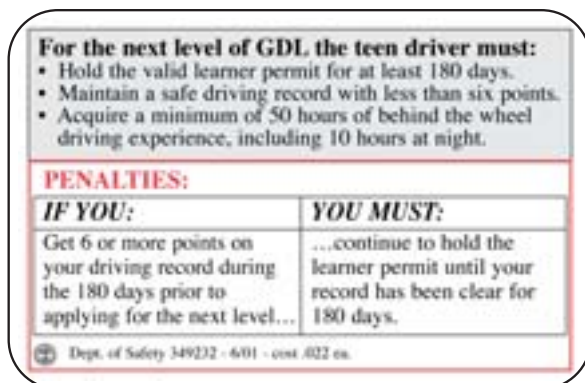 For the next level of GDL the teen driver must:
• Hold the valid learner permit for at least 180 days.
• Maintain a safe driving record with less than six points.
• Acquire a minimum of 50 hours of behind the wheel
driving experience, including 10 hours at night.
PENALTIES:
IF YOU:
Get 6 or more points on
your driving record during
the 180 days prior to
applying for the next level…
YOU MUST:
…continue to hold the
learner permit until your
record has been clear for
180 days.
Dept. of Safety 349232 - 6/01 - cost .022 ea.